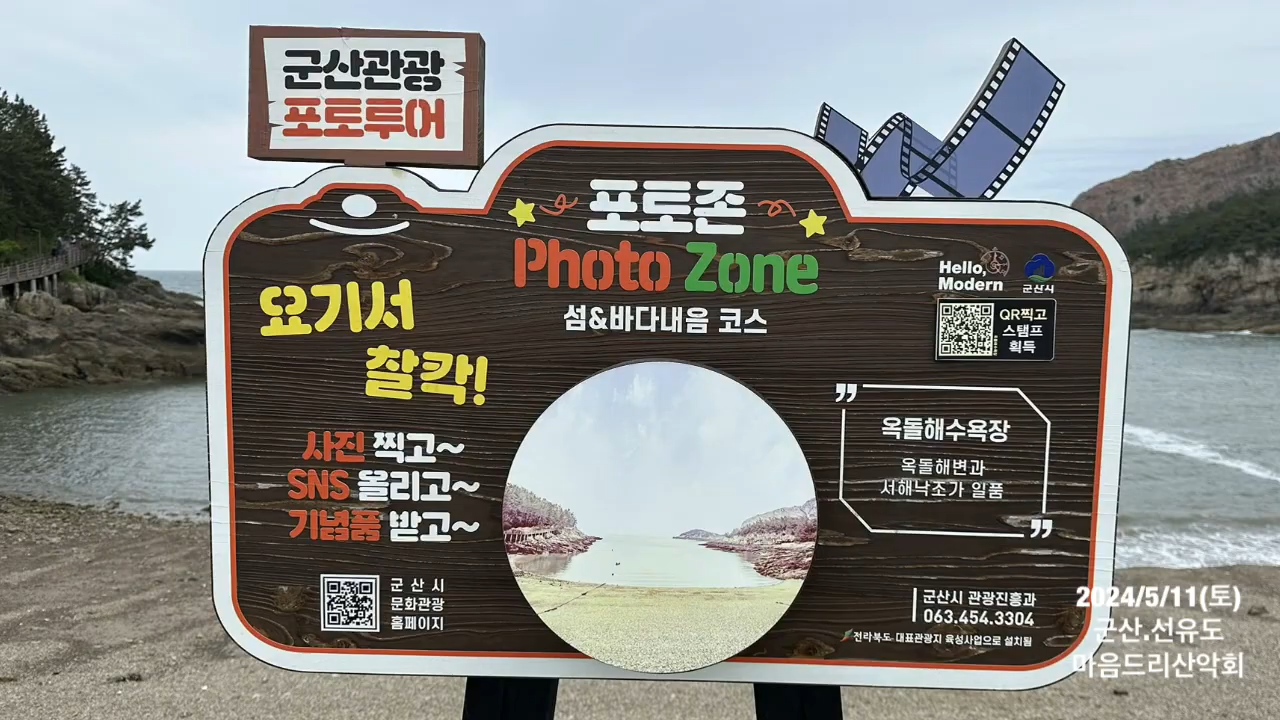 군산관광
포토투어
포토존
Photo Zone
섬&바다내음 코스
요기서
찰칵!
사진 찍고~
SNS 올리고~
기념품 받고~
군산시
문화관광
홈페이지
Hello,
Modern
군산시
QR찍고
스탬프
획득
옥돌해수욕장
옥돌해변과
서해낙조가 일품
군산시 관광진흥과
063.454.3304
전라북도 대표관광지 육성사업으로 설치됨
2024/5/11(토)
군산.선유도
마음드리산악회